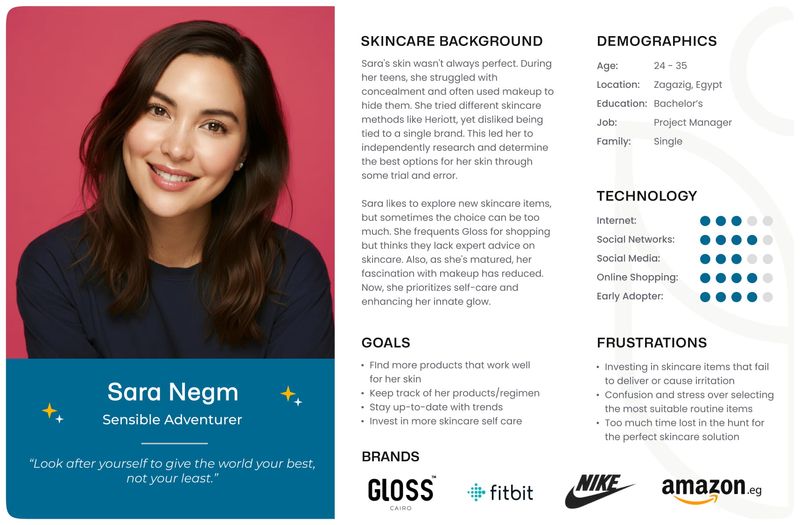 Sara Negm
Sensible Adventurer
“Look after yourself to give the world your best,
not your least.”
SKINCARE BACKGROUND
Sara's skin wasn't always perfect. During
her teens, she struggled with
concealment and often used makeup to
hide them. She tried different skincare
methods like Heriott, yet disliked being
tied to a single brand. This led her to
independently research and determine
the best options for her skin through
some trial and error.
Sara likes to explore new skincare items,
but sometimes the choice can be too
much. She frequents Gloss for shopping
but thinks they lack expert advice on
skincare. Also, as she's matured, her
fascination with makeup has reduced.
Now, she prioritizes self-care and
enhancing her innate glow.
GOALS
• FInd more products that work well
for her skin
• Keep track of her products/regimen
• Stay up-to-date with trends
• Invest in more skincare self care
BRANDS
GLOSS™
CAIRO
fitbit
NIKE
amazon.eg
DEMOGRAPHICS
Age: 24 - 35
Location: Zagazig, Egypt
Education: Bachelor's
Job: Project Manager
Family: Single
TECHNOLOGY
Internet:
Social Networks:
Social Media:
Online Shopping:
Early Adopter:
FRUSTRATIONS
• Investing in skincare items that fail
to deliver or cause irritation
• Confusion and stress over selecting
the most suitable routine items
• Too much time lost in the hunt for
the perfect skincare solution